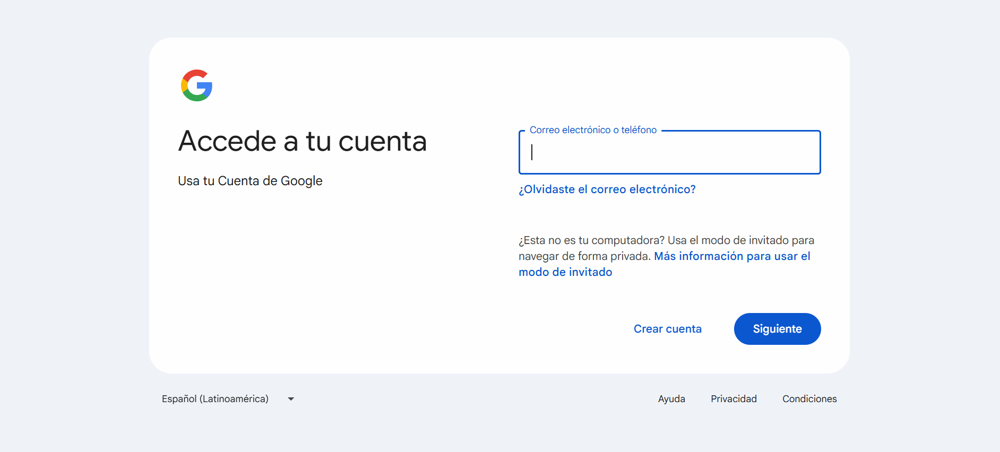 Accede a tu cuenta
Usa tu Cuenta de Google
Correo electrónico o teléfono
¿Olvidaste el correo electrónico?
¿Esta no es tu computadora? Usa el modo de invitado para
navegar de forma privada. Más información para usar el
modo de invitado
Crear cuenta
Siguiente
Español (Latinoamérica)
Ayuda
Privacidad
Condiciones